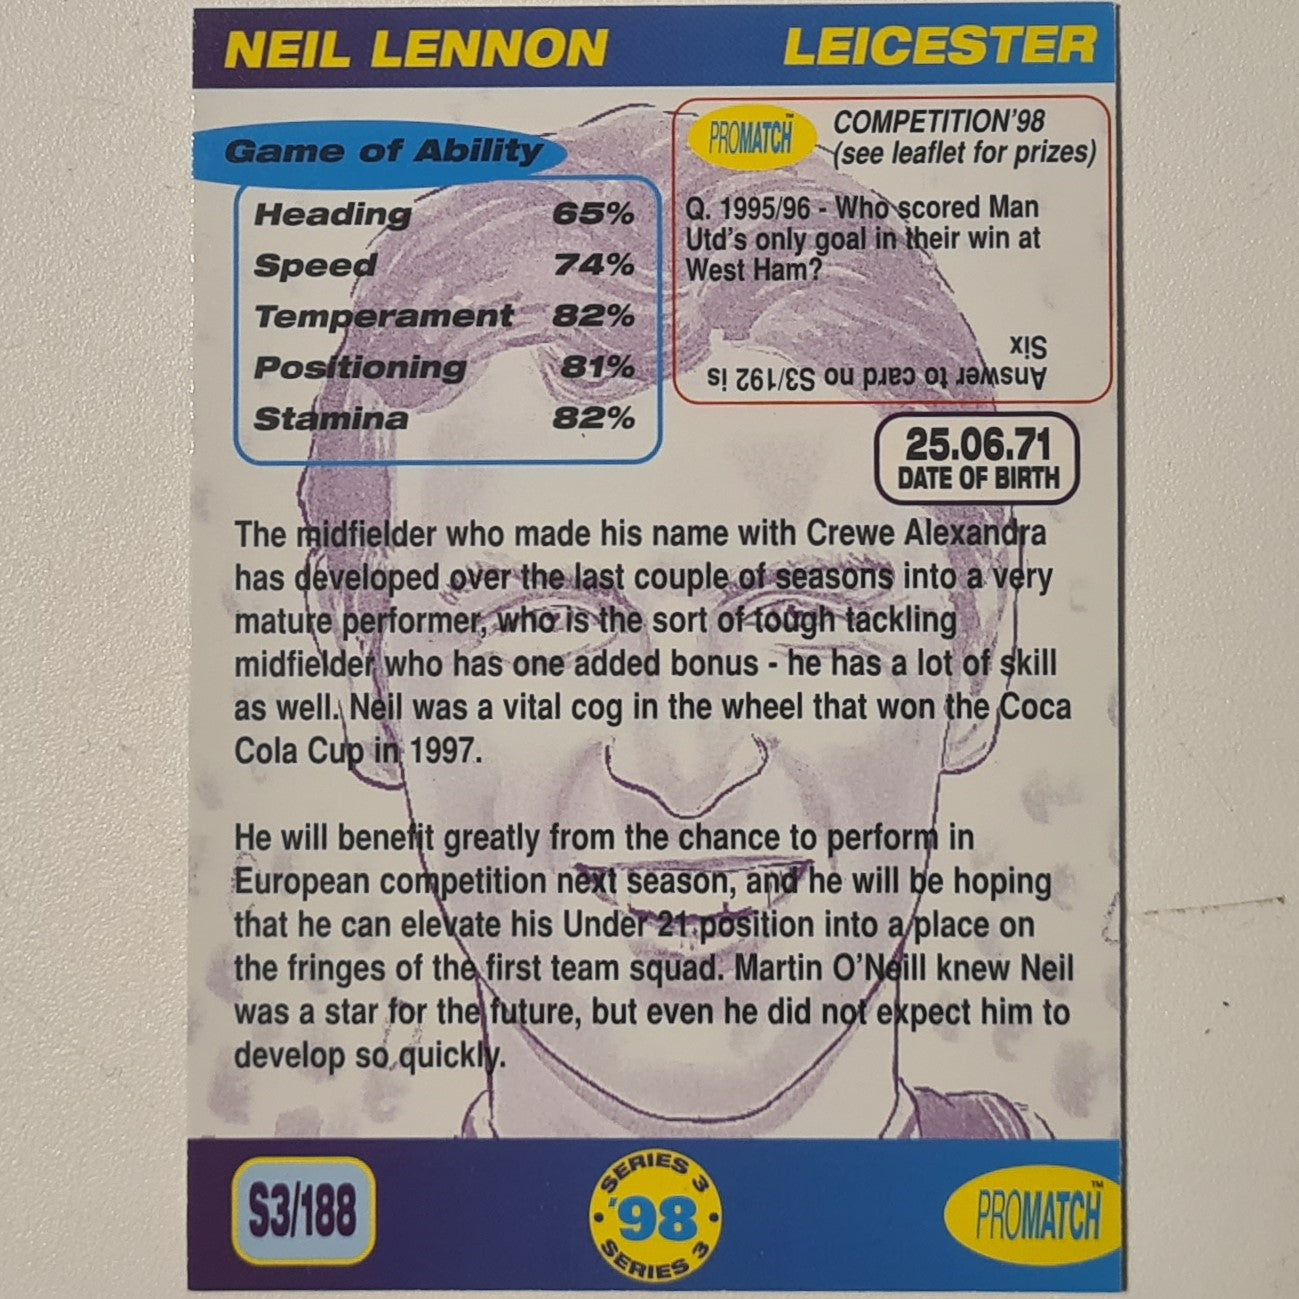 NEIL LENNON LEICESTER
Game of Ability
Heading 65%
Speed 74%
Temperament 82%
Positioning 81%
Stamina 82%
PROMATCH™
COMPETITION'98
(see leaflet for prizes)
Q. 1995/96 - Who scored Man
Utd's only goal in their win at
West Ham?
Answer to card no S3/192 is
Six
25.06.71
DATE OF BIRTH
The midfielder who made his name with Crewe Alexandra
has developed over the last couple of seasons into a very
mature performer, who is the sort of tough tackling
midfielder who has one added bonus - he has a lot of skill
as well. Neil was a vital cog in the wheel that won the Coca
Cola Cup in 1997.
He will benefit greatly from the chance to perform in
European competition next season, and he will be hoping
that he can elevate his Under 21 position into a place on
the fringes of the first team squad. Martin O'Neill knew Neil
was a star for the future, but even he did not expect him to
develop so quickly.
S3/188
SERIES 3
'98
SERIES 3
PROMATCH™